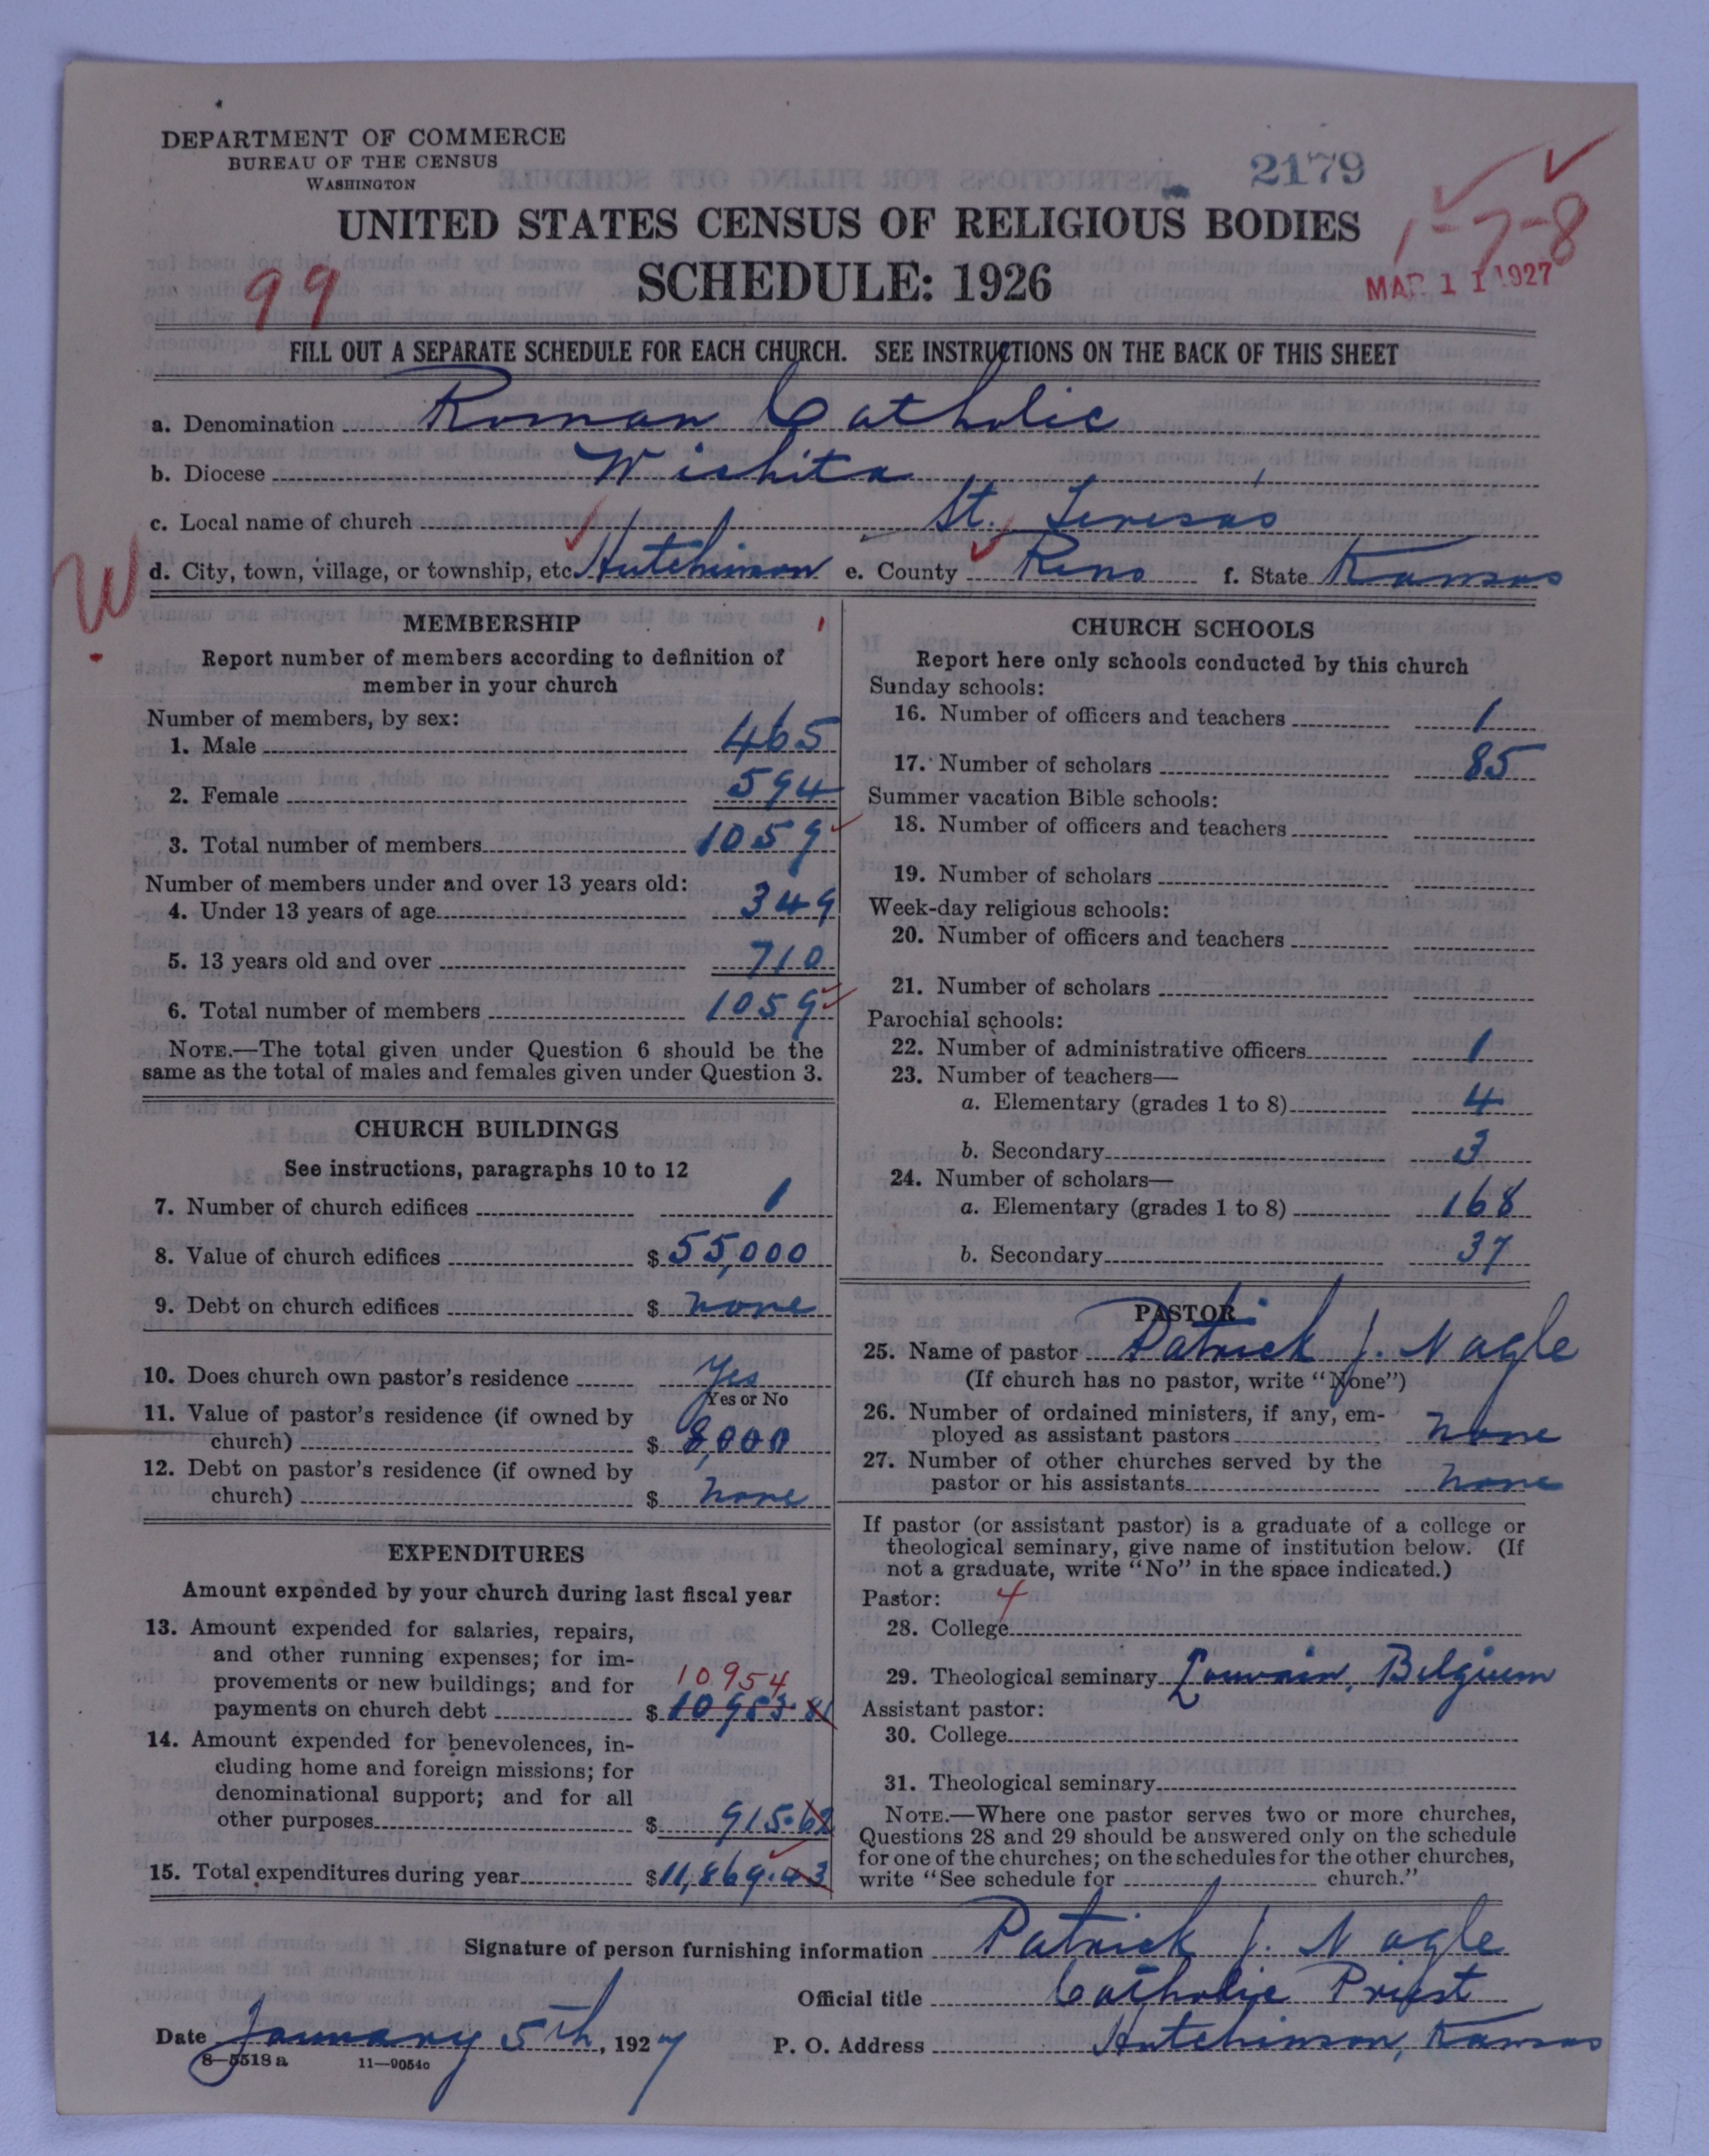 DEPARTMENT OF COMMERCE
BUREAU OF THE CENSUS
WASHINGTON
2179
UNITED STATES CENSUS OF RELIGIOUS BODIES
1-7-8
99
SCHEDULE: 1926
MAR 11 1927
FILL OUT A SEPARATE SCHEDULE FOR EACH CHURCH. SEE INSTRUCTIONS ON THE BACK OF THIS SHEET
a. Denomination Roman Catholic
b. Diocese Wichita
c. Local name of church St. Teresas
W
d. City, town, village, or township, etc. Hutchinson e. County Reno f. State Kansas
MEMBERSHIP
Report number of members according to definition of
member in your church
Number of members, by sex:
1. Male 465
2. Female 594
3. Total number of members 1059
Number of members under and over 13 years old:
4. Under 13 years of age 349
5. 13 years old and over 710
6. Total number of members 1059
NOTE.—The total given under Question 6 should be the
same as the total of males and females given under Question 3.
CHURCH BUILDINGS
See instructions, paragraphs 10 to 12
7. Number of church edifices 1
8. Value of church edifices $ 55,000
9. Debt on church edifices $ none
10. Does church own pastor's residence Yes
Yes or No
11. Value of pastor's residence (if owned by
church) $ 8,000
12. Debt on pastor's residence (if owned by
church) $ none
EXPENDITURES
Amount expended by your church during last fiscal year
13. Amount expended for salaries, repairs,
and other running expenses; for im-
provements or new buildings; and for
10954
payments on church debt $ 10953.81
14. Amount expended for benevolences, in-
cluding home and foreign missions; for
denominational support; and for all
other purposes $ 915.62
15. Total expenditures during year $11,869.43
CHURCH SCHOOLS
Report here only schools conducted by this church
Sunday schools:
16. Number of officers and teachers 1
17. Number of scholars 85
Summer vacation Bible schools:
18. Number of officers and teachers
19. Number of scholars
Week-day religious schools:
20. Number of officers and teachers
21. Number of scholars
Parochial schools:
22. Number of administrative officers 1
23. Number of teachers—
a. Elementary (grades 1 to 8) 4
b. Secondary 3
24. Number of scholars—
a. Elementary (grades 1 to 8) 168
b. Secondary 37
PASTOR
25. Name of pastor Patrick J. Nagle
(If church has no pastor, write "None")
26. Number of ordained ministers, if any, em-
ployed as assistant pastors none
27. Number of other churches served by the
pastor or his assistants none
If pastor (or assistant pastor) is a graduate of a college or
theological seminary, give name of institution below. (If
not a graduate, write "No" in the space indicated.)
Pastor: 4
28. College
29. Theological seminary Louvain, Belgium
Assistant pastor:
30. College
31. Theological seminary
NOTE.—Where one pastor serves two or more churches,
Questions 28 and 29 should be answered only on the schedule
for one of the churches; on the schedules for the other churches,
write "See schedule for church."
Signature of person furnishing information Patrick J. Nagle
Official title Catholic Priest
Date January 5th, 1927 P. O. Address Hutchinson, Kansas
8—5518a 11—9054c